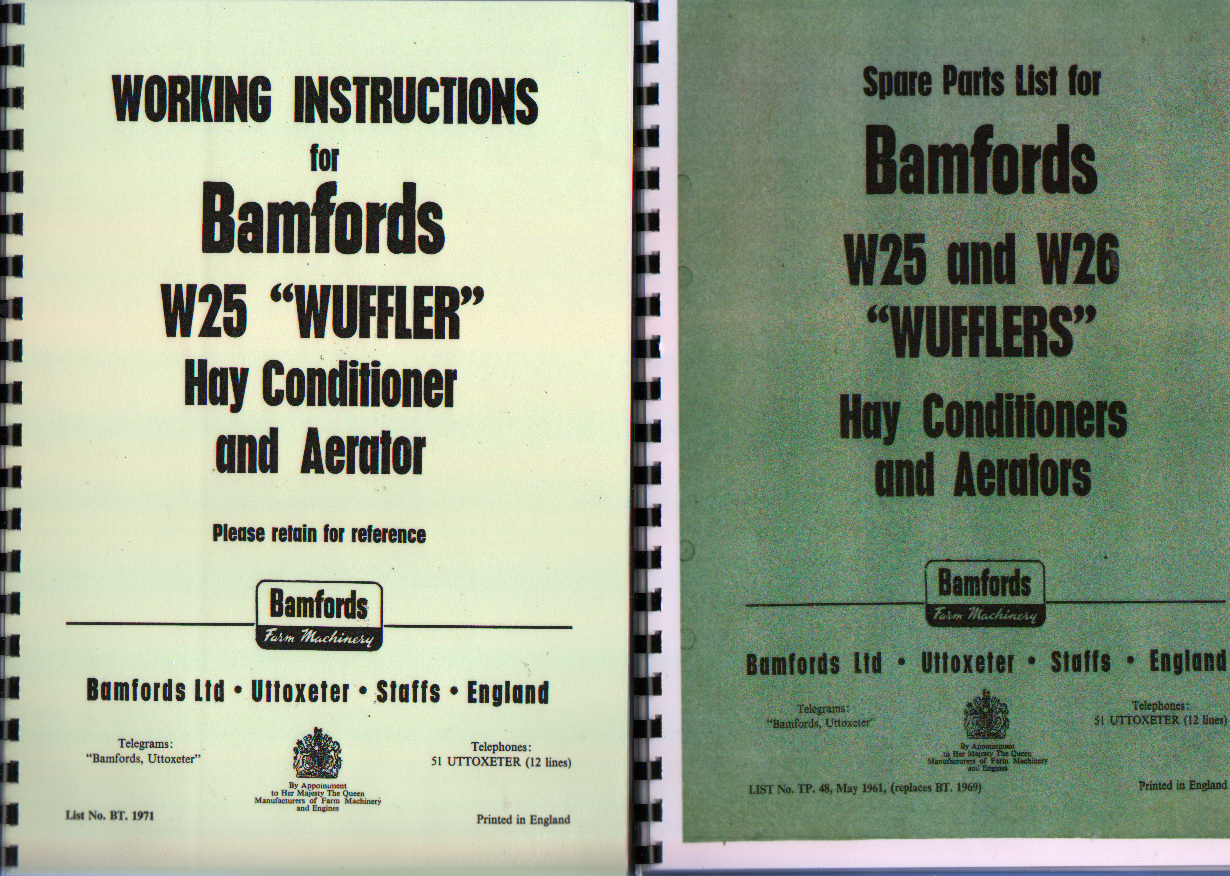 WORKING INSTRUCTIONS
for
Bamfords
W25 “WUFFLER”
Hay Conditioner
and Aerator
Please retain for reference
Bamfords
Farm Machinery
Bamfords Ltd • Uttoxeter • Staffs • England
Telegrams:
“Bamfords, Uttoxeter”
By Appointment
to Her Majesty The Queen
Manufacturers of Farm Machinery
and Engines
Telephones:
51 UTTOXETER (12 lines)
List No. BT. 1971
Printed in England
Spare Parts List for
Bamfords
W25 and W26
“WUFFLERS”
Hay Conditioners
and Aerators
Bamfords
Farm Machinery
Bamfords Ltd • Uttoxeter • Staffs • England
Telegrams:
“Bamfords, Uttoxeter”
By Appointment
to Her Majesty The Queen
Manufacturers of Farm Machinery
and Engines
Telephones:
51 UTTOXETER (12 lines)
LIST No. TP. 48, May 1961, (replaces BT. 1969)
Printed in England